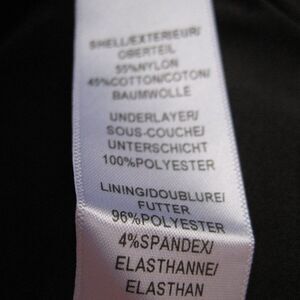 SHELL/EXTERIEUR/
OBERTEIL
55%NYLON
45%COTTON/COTON/
BAUMWOLLE
UNDERLAYER/
SOUS-COUCHE/
UNTERSCHICHT
100%POLYESTER
LINING/DOUBLURE/
FUTTER
96%POLYESTER
4%SPANDEX/
ELASTHANNE/
ELASTHAN